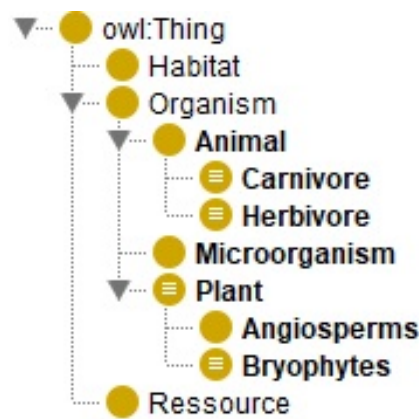 owl:Thing
Habitat
Organism
Animal
Carnivore
Herbivore
Microorganism
Plant
Angiosperms
Bryophytes
Ressource